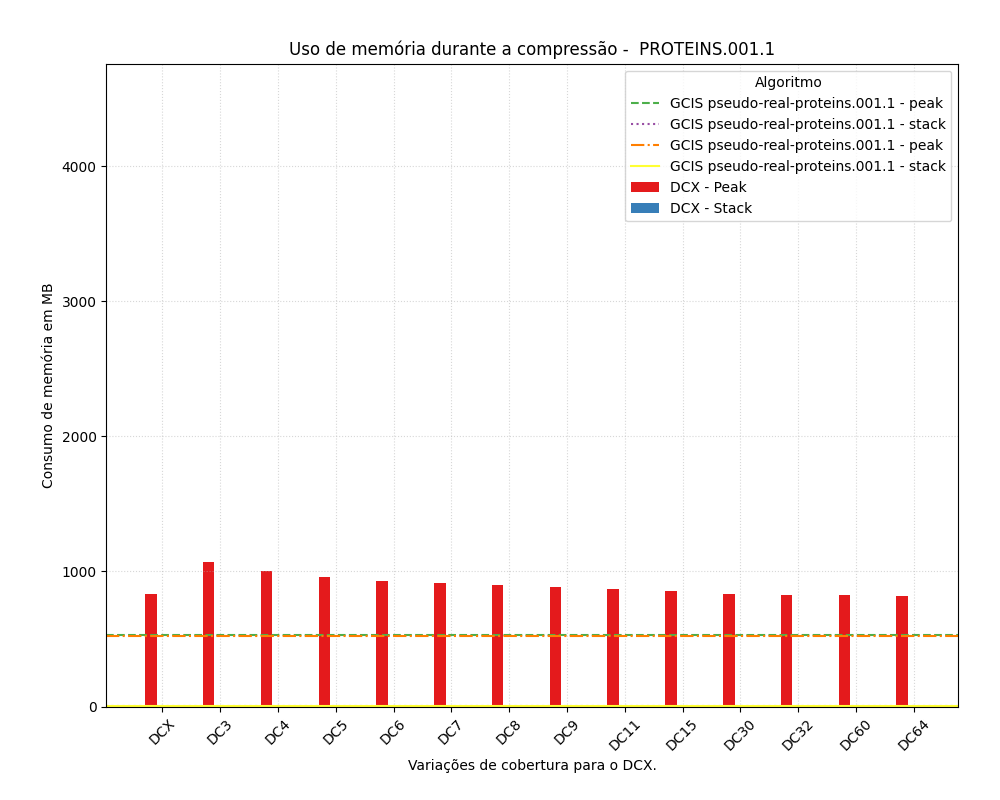 Uso de memória durante a compressão -  PROTEINS.001.1
Algoritmo
GCIS pseudo-real-proteins.001.1 - peak
GCIS pseudo-real-proteins.001.1 - stack
GCIS pseudo-real-proteins.001.1 - peak
GCIS pseudo-real-proteins.001.1 - stack
DCX - Peak
DCX - Stack
Consumo de memória em MB
4000
3000
2000
1000
0
DCX
DC3
DC4
DC5
DC6
DC7
DC8
DC9
DC11
DC15
DC30
DC32
DC60
DC64
Variações de cobertura para o DCX.